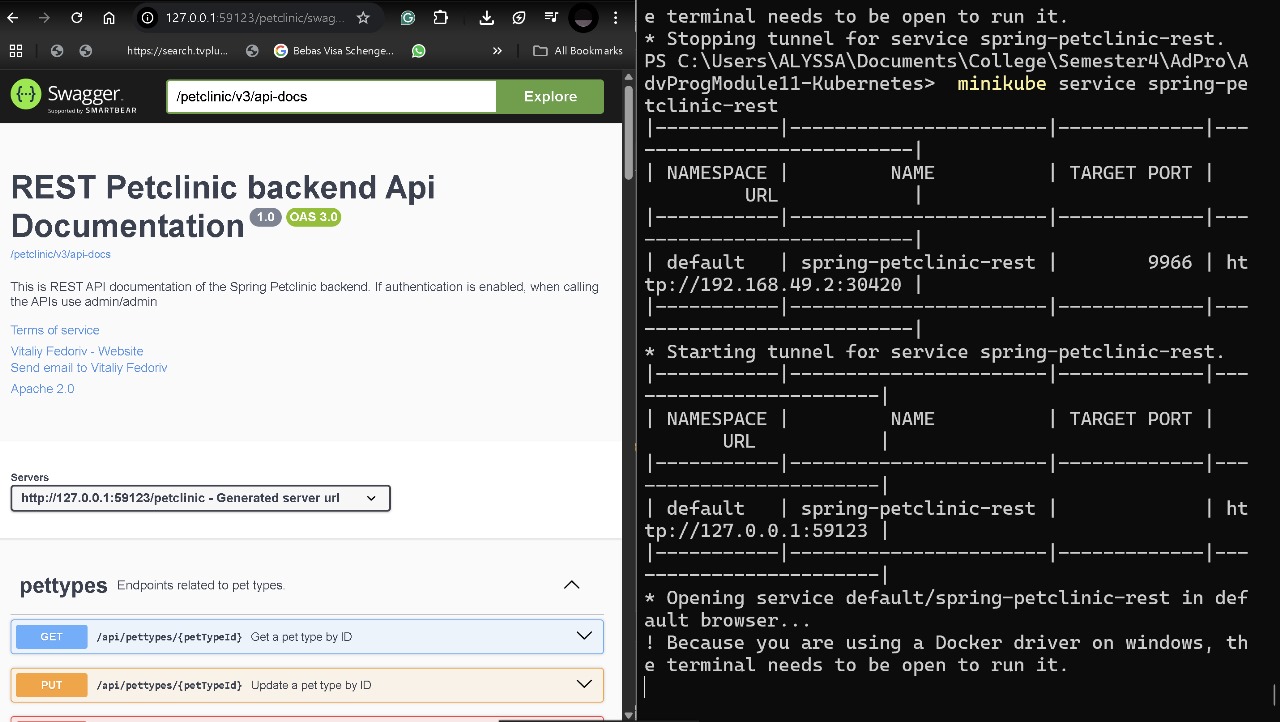 127.0.0.1:59123/petclinic/swag...
https://search.tvplu...
Bebas Visa Schenge...
»
All Bookmarks
Swagger.
Supported by SMARTBEAR
/petclinic/v3/api-docs
Explore
REST Petclinic backend Api
Documentation 1.0 OAS 3.0
/petclinic/v3/api-docs
This is REST API documentation of the Spring Petclinic backend. If authentication is enabled, when calling
the APIs use admin/admin
Terms of service
Vitaliy Fedoriv - Website
Send email to Vitaliy Fedoriv
Apache 2.0
Servers
http://127.0.0.1:59123/petclinic - Generated server url
pettypes Endpoints related to pet types.
GET /api/pettypes/{petTypeId} Get a pet type by ID
PUT /api/pettypes/{petTypeId} Update a pet type by ID
e terminal needs to be open to run it.
* Stopping tunnel for service spring-petclinic-rest.
PS C:\Users\ALYSSA\Documents\College\Semester4\AdPro\A
dvProgModule11-Kubernetes> minikube service spring-pe
tclinic-rest
|-----------|-----------------------|-------------|---
------------------------|
| NAMESPACE | NAME | TARGET PORT |
URL |
|-----------|-----------------------|-------------|---
------------------------|
| default | spring-petclinic-rest | 9966 | ht
tp://192.168.49.2:30420 |
|-----------|-----------------------|-------------|---
------------------------|
* Starting tunnel for service spring-petclinic-rest.
|-----------|-----------------------|-------------|---
---------------------|
| NAMESPACE | NAME | TARGET PORT |
URL |
|-----------|-----------------------|-------------|---
---------------------|
| default | spring-petclinic-rest | | ht
tp://127.0.0.1:59123 |
|-----------|-----------------------|-------------|---
---------------------|
* Opening service default/spring-petclinic-rest in def
ault browser...
! Because you are using a Docker driver on windows, th
e terminal needs to be open to run it.